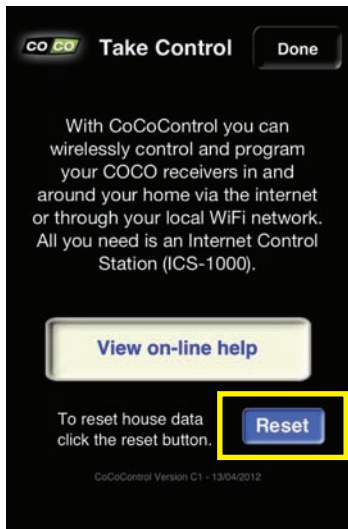 CO CO Take Control Done
With CoCoControl you can
wirelessly control and program
your COCO receivers in and
around your home via the internet
or through your local WiFi network.
All you need is an Internet Control
Station (ICS-1000).
View on-line help
To reset house data
click the reset button.
Reset
CoCoControl Version C1 - 13/04/2012